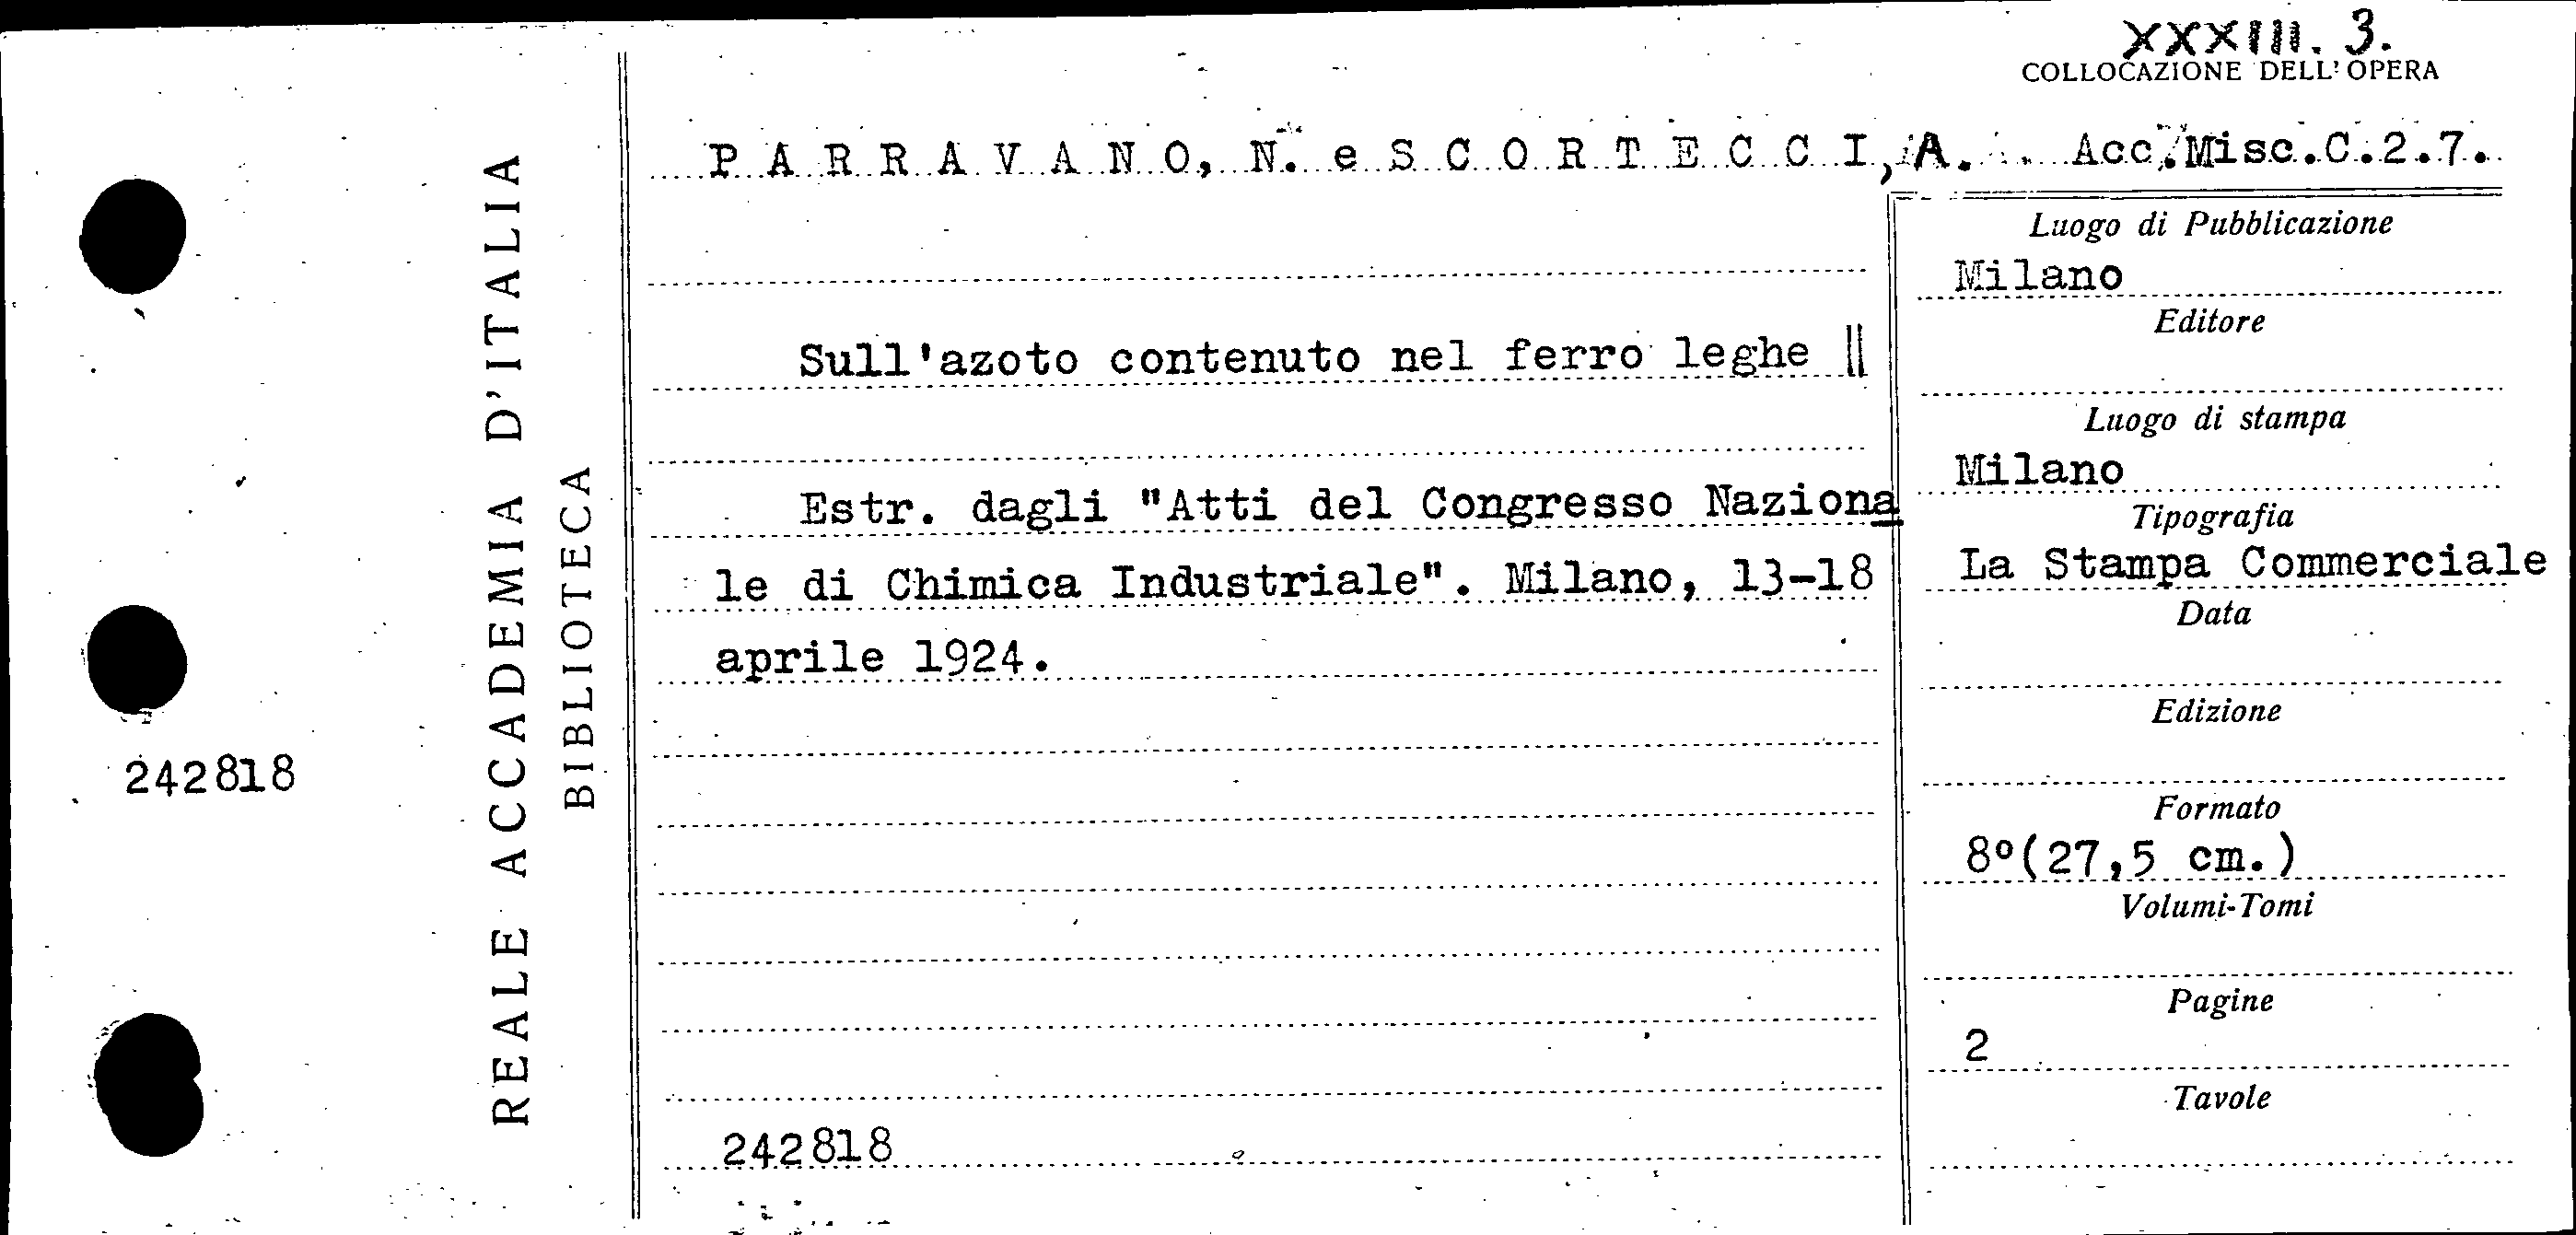 XXXIII. 3.
COLLOCAZIONE DELL'OPERA
PARRAVANO, N. e SCORTECCI, A. Acc. Misc. C.2.7.
Sull'azoto contenuto nel ferro leghe ||
Estr. dagli "Atti del Congresso Naziona
le di Chimica Industriale". Milano, 13-18
aprile 1924.
242818
REALE ACCADEMIA D'ITALIA
BIBLIOTECA
242818
Luogo di Pubblicazione
Milano
Editore
Luogo di stampa
Milano
Tipografia
La Stampa Commerciale
Data
Edizione
Formato
8º(27,5 cm.)
Volumi-Tomi
Pagine
2
Tavole